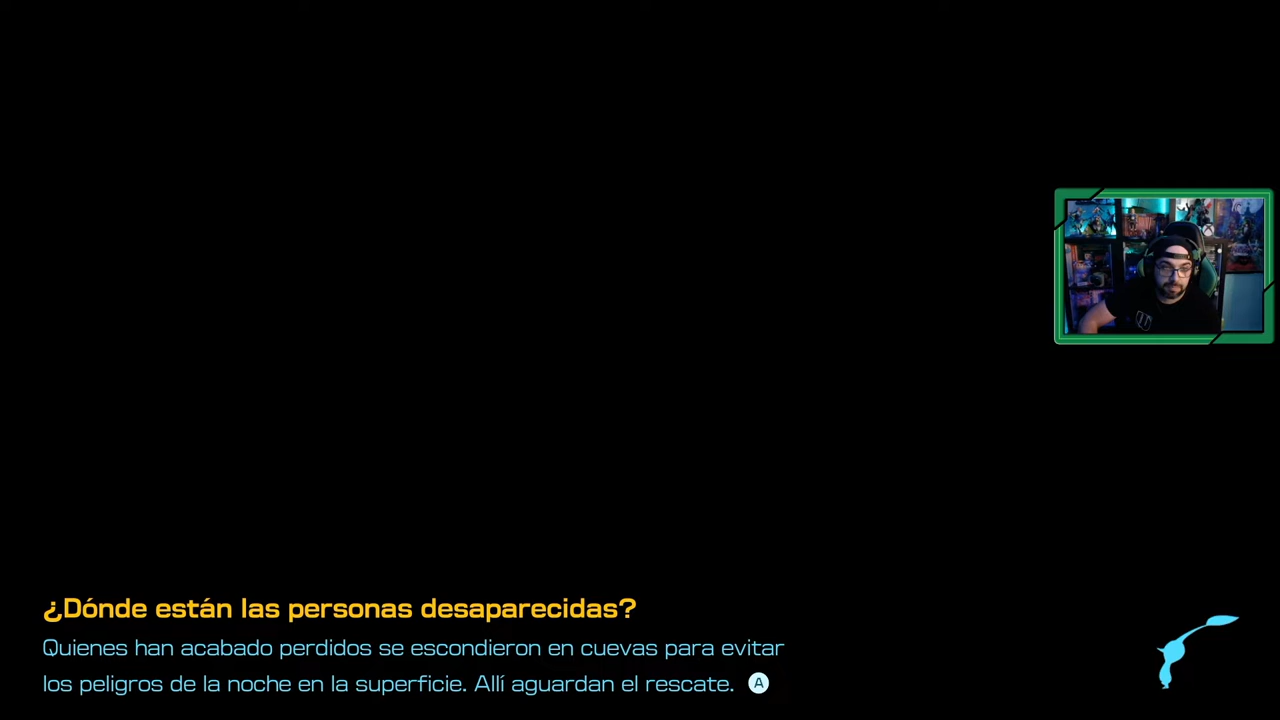 ¿Dónde están las personas desaparecidas?
Quienes han acabado perdidos se escondieron en cuevas para evitar
los peligros de la noche en la superficie. Allí aguardan el rescate. A